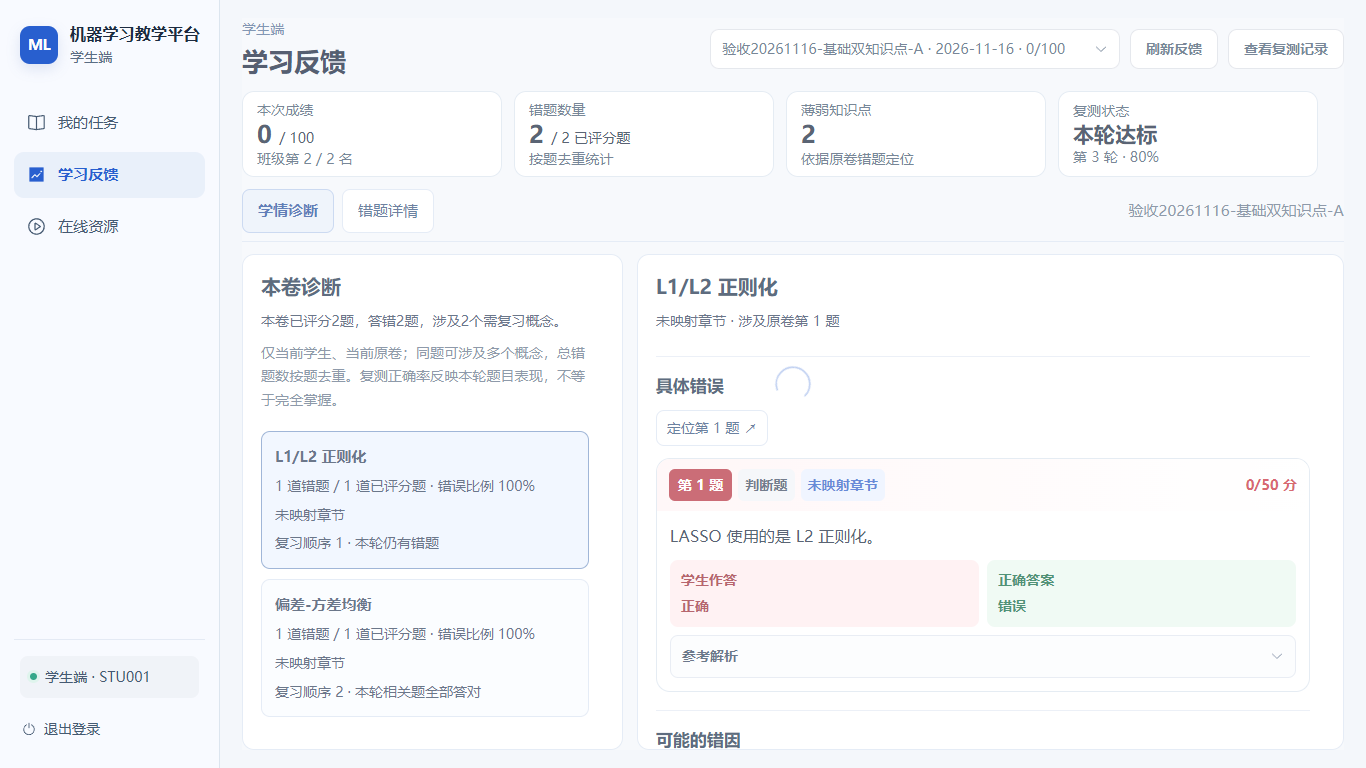 ML
机器学习教学平台
学生端
我的任务
学习反馈
在线资源
学生端 · STU001
退出登录
学生端
学习反馈
验收20261116-基础双知识点-A · 2026-11-16 · 0/100
刷新反馈
查看复测记录
本次成绩
0 / 100
班级第 2 / 2 名
错题数量
2 / 2 已评分题
按题去重统计
薄弱知识点
2
依据原卷错题定位
复测状态
本轮达标
第 3 轮 · 80%
学情诊断
错题详情
验收20261116-基础双知识点-A
本卷诊断
本卷已评分2题，答错2题，涉及2个需复习概念。
仅当前学生、当前原卷；同题可涉及多个概念，总错
题数按题去重。复测正确率反映本轮题目表现，不等
于完全掌握。
L1/L2 正则化
1 道错题 / 1 道已评分题 · 错误比例 100%
未映射章节
复习顺序 1 · 本轮仍有错题
偏差-方差均衡
1 道错题 / 1 道已评分题 · 错误比例 100%
未映射章节
复习顺序 2 · 本轮相关题全部答对
L1/L2 正则化
未映射章节 · 涉及原卷第 1 题
具体错误
定位第 1 题 ↗
第 1 题 判断题 未映射章节 0/50 分
LASSO 使用的是 L2 正则化。
学生作答
正确
正确答案
错误
参考解析
可能的错因